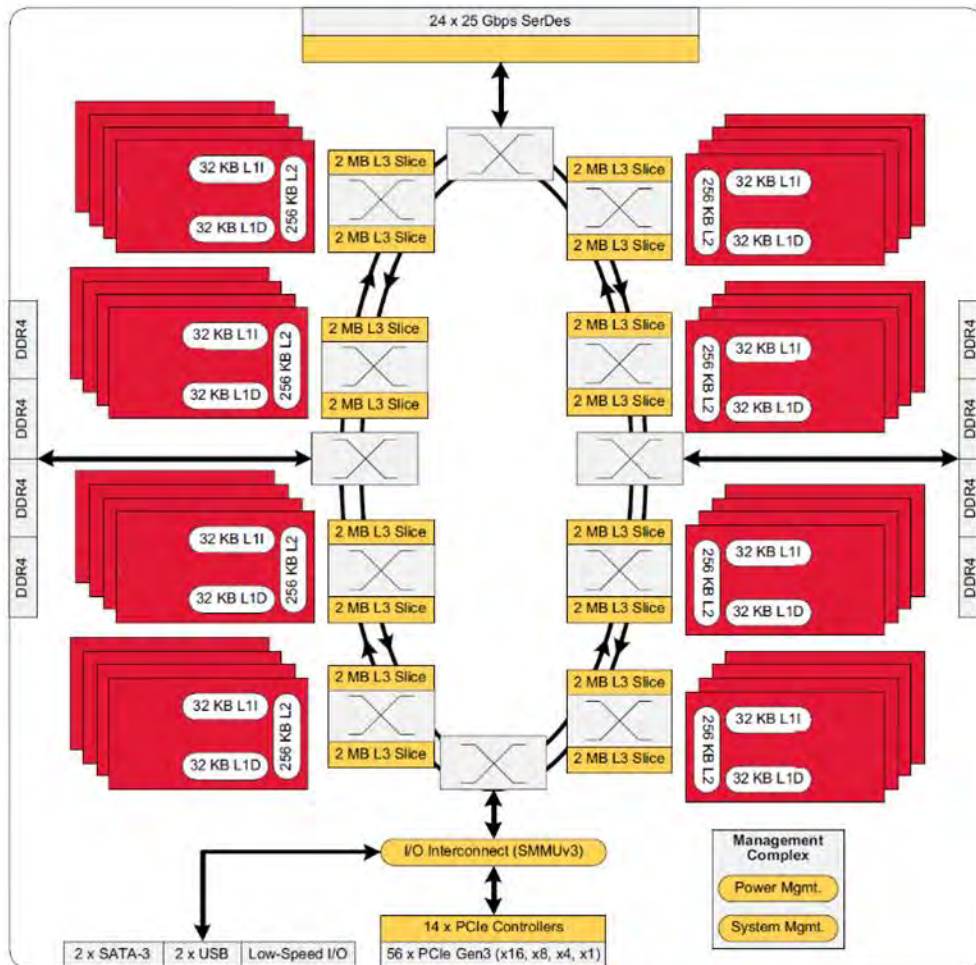 24 x 25 Gbps SerDes
32 KB L1I
32 KB L1D
256 KB L2
2 MB L3 Slice
2 MB L3 Slice
2 MB L3 Slice
2 MB L3 Slice
256 KB L2
32 KB L1I
32 KB L1D
32 KB L1I
32 KB L1D
256 KB L2
2 MB L3 Slice
2 MB L3 Slice
2 MB L3 Slice
2 MB L3 Slice
256 KB L2
32 KB L1I
32 KB L1D
DDR4
DDR4
DDR4
DDR4
DDR4
DDR4
DDR4
DDR4
32 KB L1I
32 KB L1D
256 KB L2
2 MB L3 Slice
2 MB L3 Slice
2 MB L3 Slice
2 MB L3 Slice
256 KB L2
32 KB L1I
32 KB L1D
32 KB L1I
32 KB L1D
256 KB L2
2 MB L3 Slice
2 MB L3 Slice
2 MB L3 Slice
2 MB L3 Slice
256 KB L2
32 KB L1I
32 KB L1D
I/O Interconnect (SMMUv3)
Management
Complex
Power Mgmt.
System Mgmt.
14 x PCIe Controllers
2 x SATA-3
2 x USB
Low-Speed I/O
56 x PCIe Gen3 (x16, x8, x4, x1)